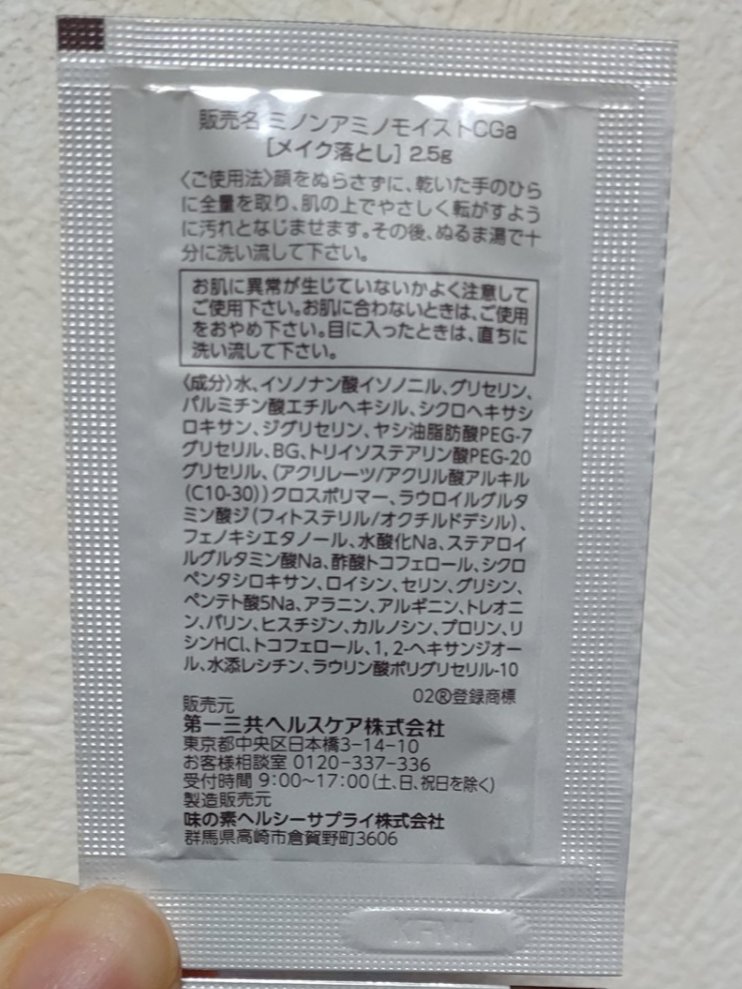 販売名 ミノンアミノモイストCGa
[メイク落とし] 2.5g
〈ご使用法〉顔をぬらさずに、乾いた手のひら
に全量を取り、肌の上でやさしく転がすよう
に汚れとなじませます。その後、ぬるま湯で十
分に洗い流して下さい。
お肌に異常が生じていないかよく注意して
ご使用下さい。お肌に合わないときは、ご使用
をおやめ下さい。目に入ったときは、直ちに
洗い流して下さい。
〈成分〉水、イソノナン酸イソノニル、グリセリン、
パルミチン酸エチルヘキシル、シクロヘキサシ
ロキサン、ジグリセリン、ヤシ油脂肪酸PEG-7
グリセリル、BG、トリイソステアリン酸PEG-20
グリセリル、(アクリレーツ/アクリル酸アルキル
(C10-30))クロスポリマー、ラウロイルグルタ
ミン酸ジ(フィトステリル/オクチルドデシル)、
フェノキシエタノール、水酸化Na、ステアロイ
ルグルタミン酸Na、酢酸トコフェロール、シクロ
ペンタシロキサン、ロイシン、セリン、グリシン、
ペンテト酸5Na、アラニン、アルギニン、トレオニ
ン、バリン、ヒスチジン、カルノシン、プロリン、リ
シンHCl、トコフェロール、1, 2-ヘキサンジオー
ル、水添レシチン、ラウリン酸ポリグリセリル-10
02®登録商標
販売元
第一三共ヘルスケア株式会社
東京都中央区日本橋3-14-10
お客様相談室 0120-337-336
受付時間 9:00〜17:00(土、日、祝日を除く)
製造販売元
味の素ヘルシーサプライ株式会社
群馬県高崎市倉賀野町3606